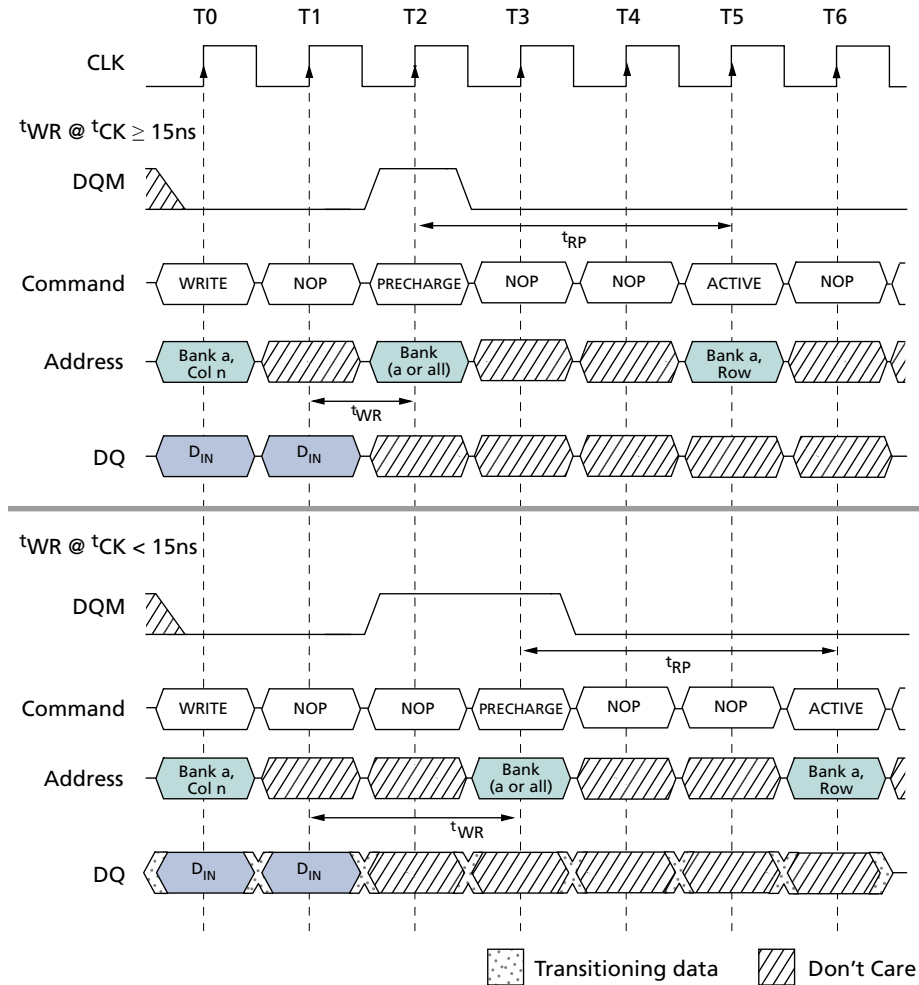 T0 T1 T2 T3 T4 T5 T6
CLK
tWR @ tCK ≥ 15ns
DQM
tRP
Command WRITE NOP PRECHARGE NOP NOP ACTIVE NOP
Address Bank a, Col n Bank (a or all) Bank a, Row
tWR
DQ DIN DIN
tWR @ tCK < 15ns
DQM
tRP
Command WRITE NOP NOP PRECHARGE NOP NOP ACTIVE
Address Bank a, Col n Bank (a or all) Bank a, Row
tWR
DQ DIN DIN
Transitioning data Don't Care